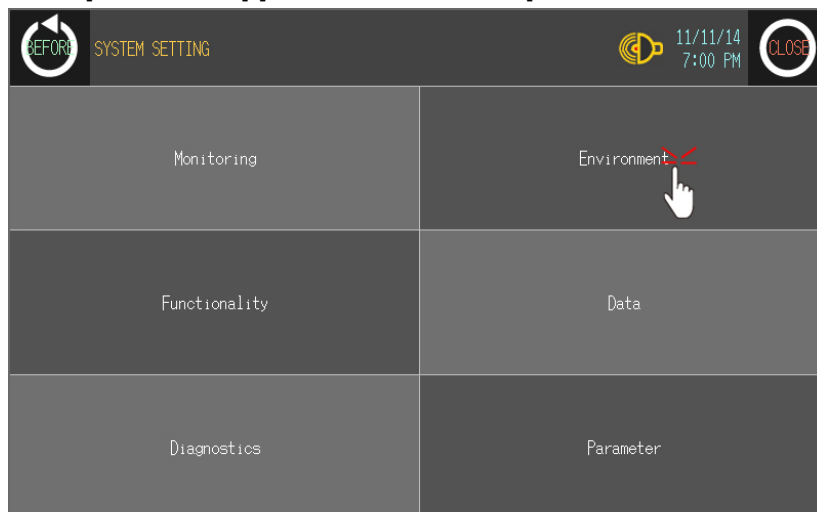 BEFORE
SYSTEM SETTING
11/11/14
7:00 PM
CLOSE
Monitoring
Environment
Functionality
Data
Diagnostics
Parameter